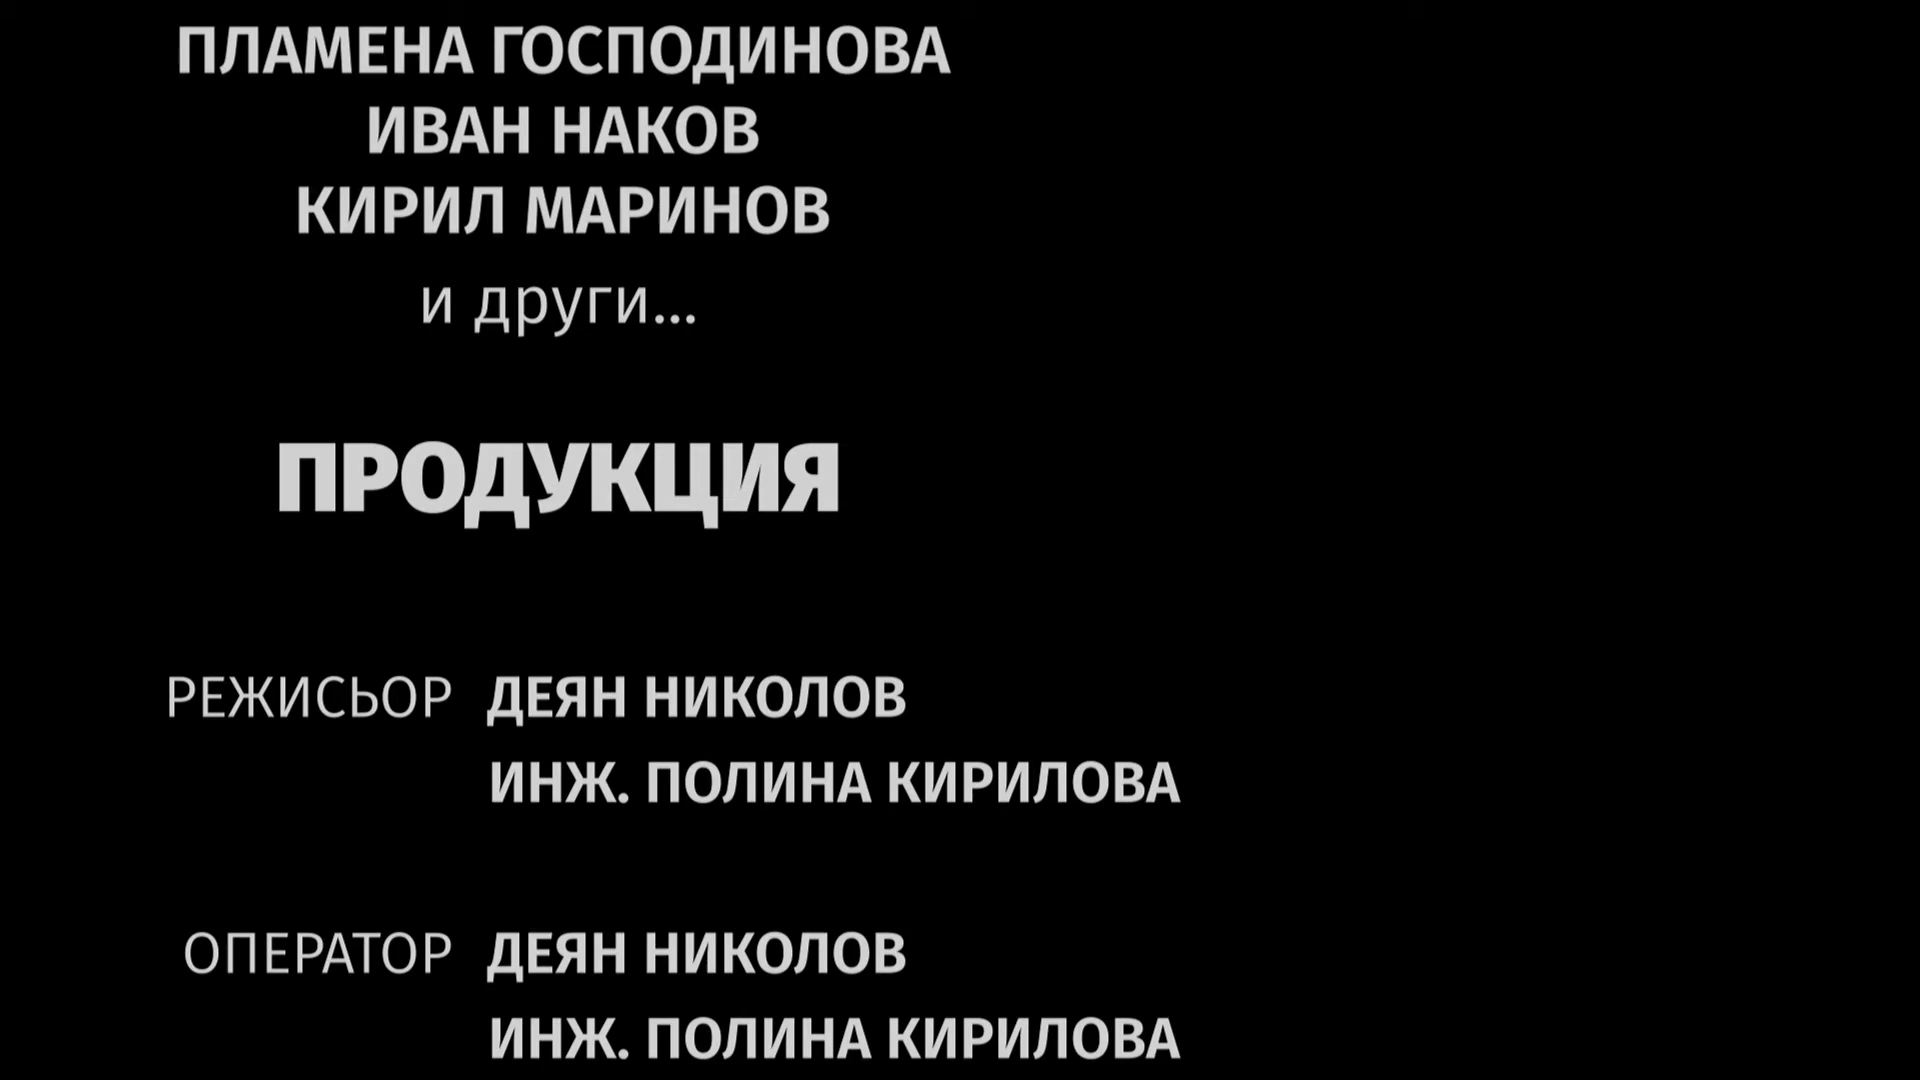 ПЛАМЕНА ГОСПОДИНОВА
ИВАН НАКОВ
КИРИЛ МАРИНОВ
и други...
ПРОДУКЦИЯ
РЕЖИСЬОР ДЕЯН НИКОЛОВ
ИНЖ. ПОЛИНА КИРИЛОВА
ОПЕРАТОР ДЕЯН НИКОЛОВ
ИНЖ. ПОЛИНА КИРИЛОВА